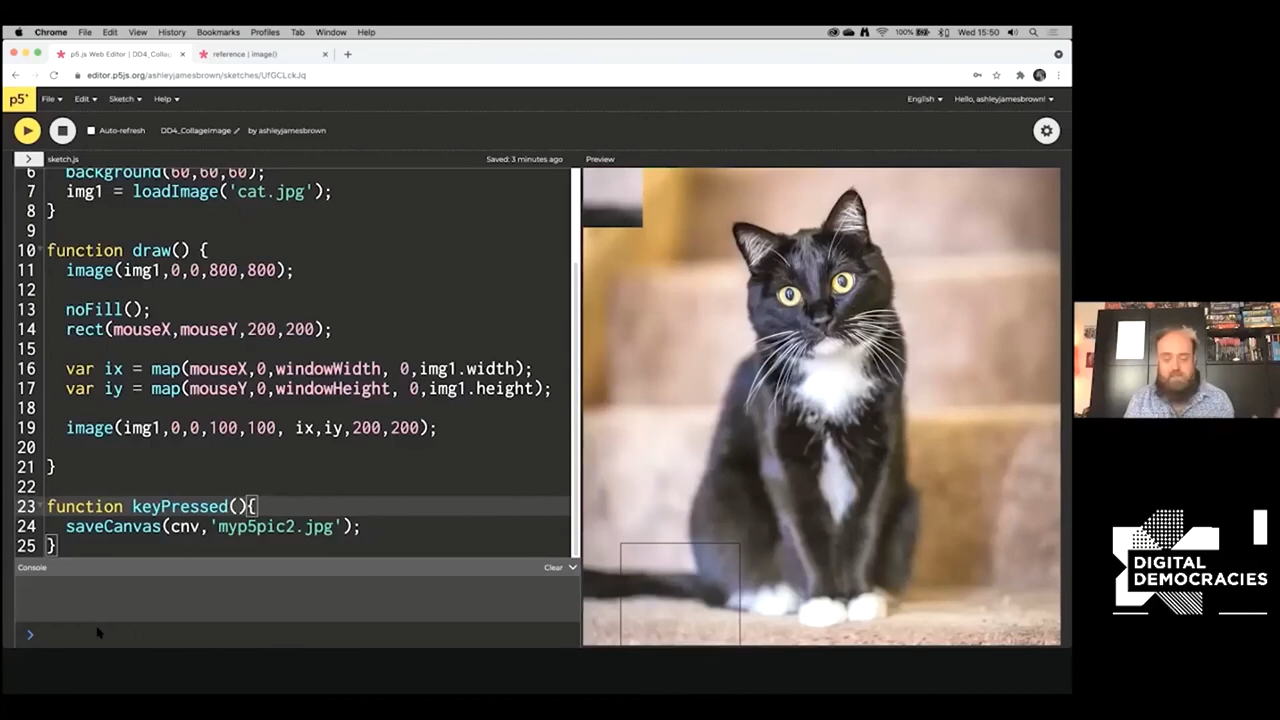 Chrome File Edit View History Bookmarks Profiles Tab Window Help 100% Wed 15:50
p5.js Web Editor | DD4_Colla reference | image()
editor.p5js.org/ashleyjamesbrown/sketches/UfGCLckJq
p5* File Edit Sketch Help English Hello, ashleyjamesbrown!
Auto-refresh DD4_CollageImage by ashleyjamesbrown
> sketch.js Saved: 3 minutes ago Preview
6 background(60,60,60);
7 img1 = loadImage('cat.jpg');
8 }
9
10 function draw() {
11 image(img1,0,0,800,800);
12
13 noFill();
14 rect(mouseX,mouseY,200,200);
15
16 var ix = map(mouseX,0,windowWidth, 0,img1.width);
17 var iy = map(mouseY,0,windowHeight, 0,img1.height);
18
19 image(img1,0,0,100,100, ix,iy,200,200);
20
21 }
22
23 function keyPressed(){
24 saveCanvas(cnv,'myp5pic2.jpg');
25 }
Console Clear
>
DIGITAL
DEMOCRACIES